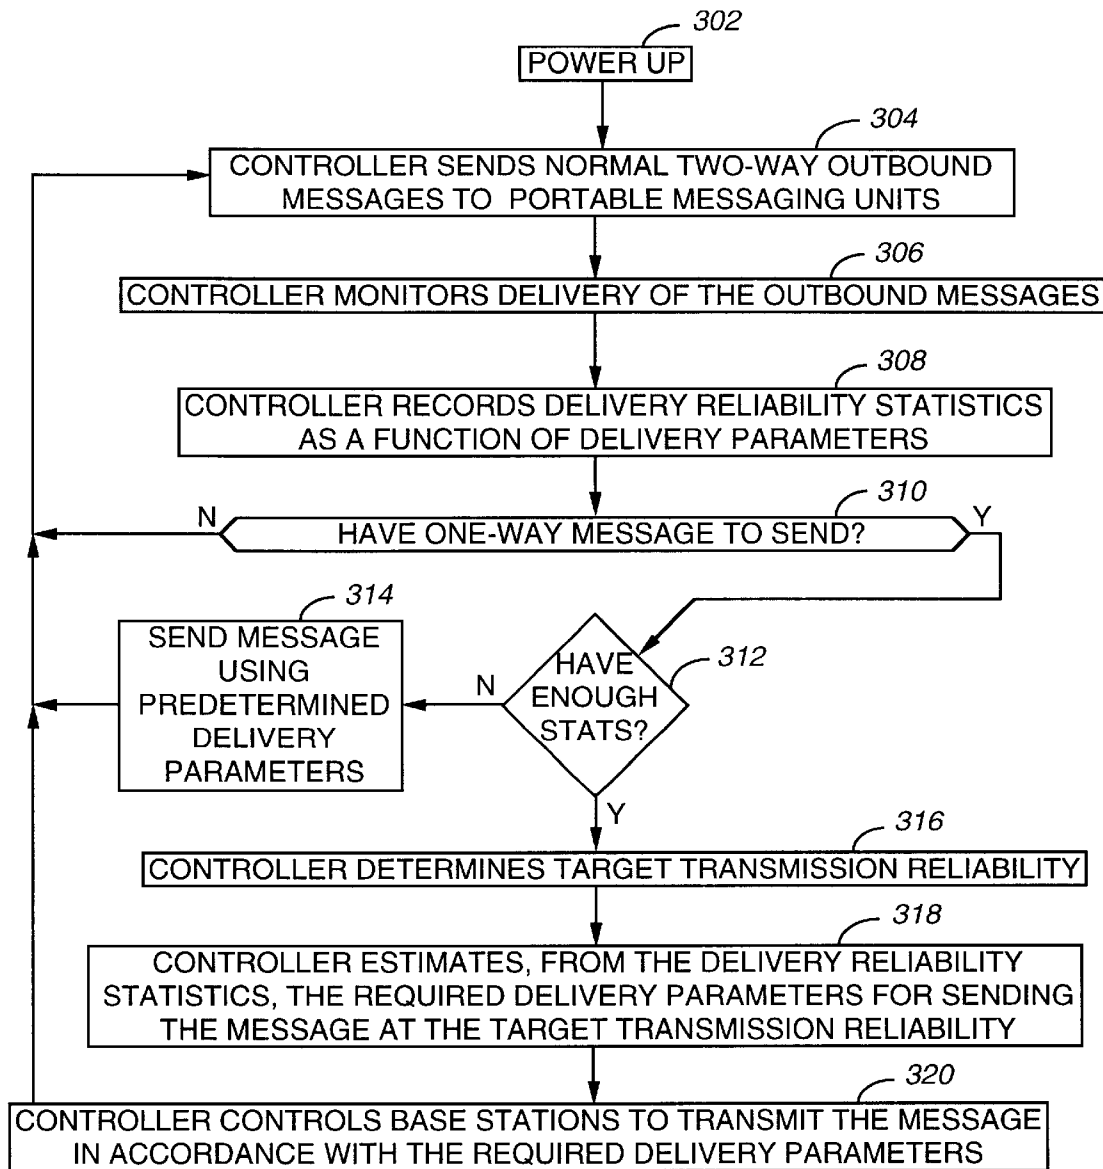 302
POWER UP
304
CONTROLLER SENDS NORMAL TWO-WAY OUTBOUND
MESSAGES TO PORTABLE MESSAGING UNITS
306
CONTROLLER MONITORS DELIVERY OF THE OUTBOUND MESSAGES
308
CONTROLLER RECORDS DELIVERY RELIABILITY STATISTICS
AS A FUNCTION OF DELIVERY PARAMETERS
310
N
HAVE ONE-WAY MESSAGE TO SEND?
Y
314
SEND MESSAGE
USING
PREDETERMINED
DELIVERY
PARAMETERS
N
312
HAVE
ENOUGH
STATS?
Y
316
CONTROLLER DETERMINES TARGET TRANSMISSION RELIABILITY
318
CONTROLLER ESTIMATES, FROM THE DELIVERY RELIABILITY
STATISTICS, THE REQUIRED DELIVERY PARAMETERS FOR SENDING
THE MESSAGE AT THE TARGET TRANSMISSION RELIABILITY
320
CONTROLLER CONTROLS BASE STATIONS TO TRANSMIT THE MESSAGE
IN ACCORDANCE WITH THE REQUIRED DELIVERY PARAMETERS